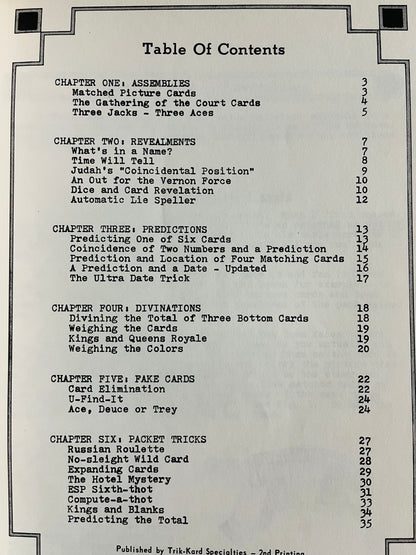 Table Of Contents
CHAPTER ONE: ASSEMBLIES 3
Matched Picture Cards 3
The Gathering of the Court Cards 4
Three Jacks - Three Aces 5
CHAPTER TWO: REVEALMENTS 7
What's in a Name? 7
Time Will Tell 8
Judah's "Coincidental Position" 9
An Out for the Vernon Force 10
Dice and Card Revelation 10
Automatic Lie Speller 12
CHAPTER THREE: PREDICTIONS 13
Predicting One of Six Cards 13
Coincidence of Two Numbers and a Prediction 14
Prediction and Location of Four Matching Cards 15
A Prediction and a Date - Updated 16
The Ultra Date Trick 17
CHAPTER FOUR: DIVINATIONS 18
Divining the Total of Three Bottom Cards 18
Weighing the Cards 19
Kings and Queens Royale 19
Weighing the Colors 20
CHAPTER FIVE: FAKE CARDS 22
Card Elimination 22
U-Find-It 24
Ace, Deuce or Trey 24
CHAPTER SIX: PACKET TRICKS 27
Russian Roulette 27
No-sleight Wild Card 28
Expanding Cards 29
The Hotel Mystery 30
ESP Sixth-thot 31
Compute-a-thot 33
Kings and Blanks 34
Predicting the Total 35
Published by Trik-Kard Specialties - 2nd Printing